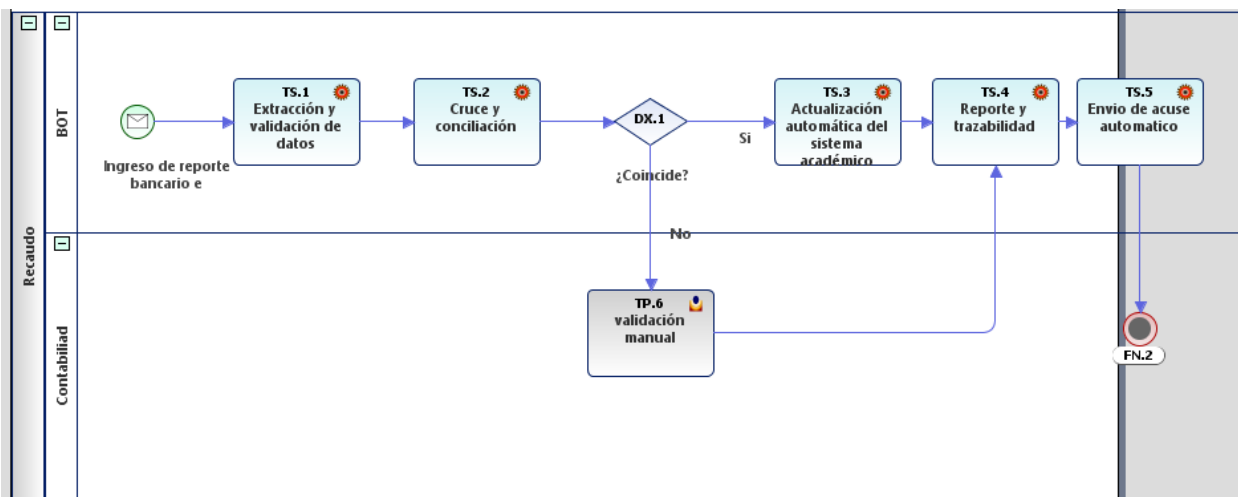 Recaudo
BOT
Contabiliad
Ingreso de reporte
bancario e
TS.1
Extracción y
validación de
datos
TS.2
Cruce y
conciliación
DX.1
¿Coincide?
Si
No
TS.3
Actualización
automática del
sistema
académico
TS.4
Reporte y
trazabilidad
TS.5
Envio de acuse
automatico
TP.6
validación
manual
FN.2